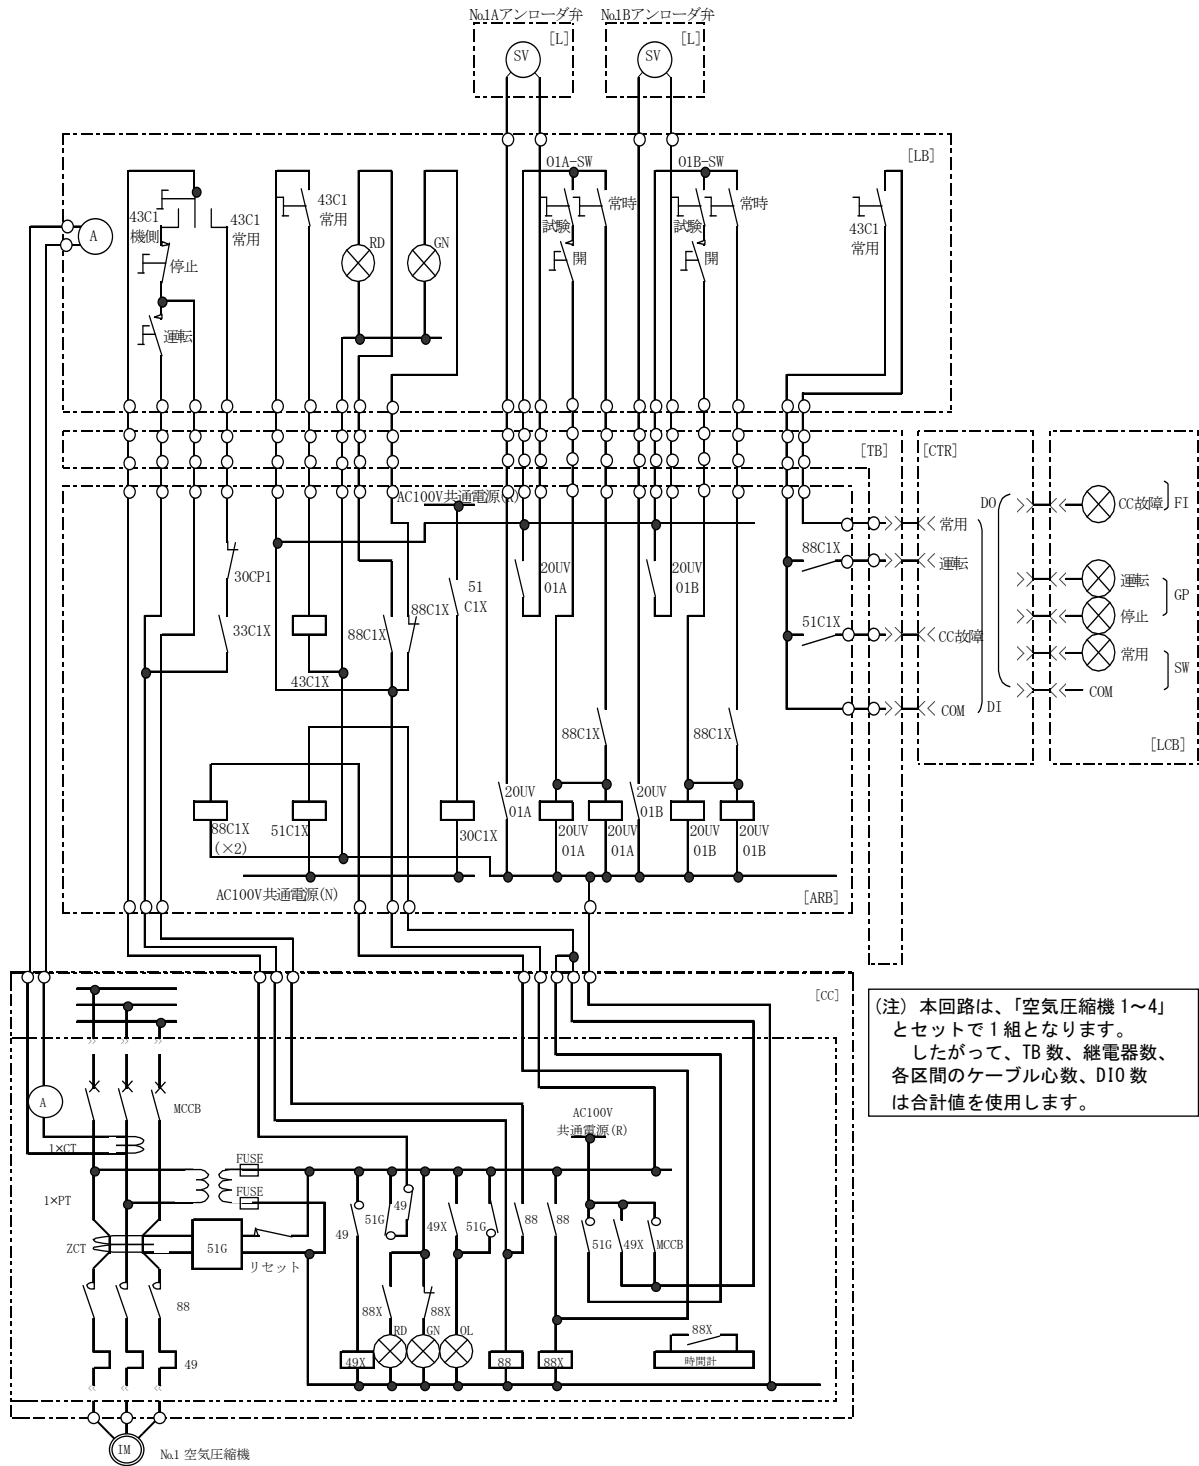 №1Aアンローダ弁
№1Bアンローダ弁
[L]
[L]
SV
SV
[LB]
01A-SW
01B-SW
43C1
機側
43C1
常用
43C1
常用
RD
GN
試験
常時
試験
常時
43C1
常用
A
停止
開
開
運転
[TB]
[CTR]
AC100V共通電源(R)
DO
CC故障
FI
常用
88C1X
運転
30CP1
51
C1X
20UV
01A
20UV
01B
運転
GP
停止
33C1X
88C1X
88C1X
51C1X
CC故障
常用
SW
43C1X
COM
DI
COM
88C1X
88C1X
[LCB]
20UV
01A
20UV
01B
88C1X
(×2)
51C1X
30C1X
20UV
01A
20UV
01A
20UV
01B
20UV
01B
AC100V共通電源(N)
[ARB]
[CC]
(注) 本回路は、「空気圧縮機1~4」
とセットで1組となります。
したがって、TB数、継電器数、
各区間のケーブル心数、DIO数
は合計値を使用します。
A
MCCB
AC100V
共通電源(R)
1×CT
FUSE
1×PT
FUSE
49
51G
49
49X
51G
88
88
51G
49X
MCCB
ZCT
51G
リセット
88
88X
88X
RD
GN
OL
88X
49
49X
88
88X
時間計
IM
№1 空気圧縮機